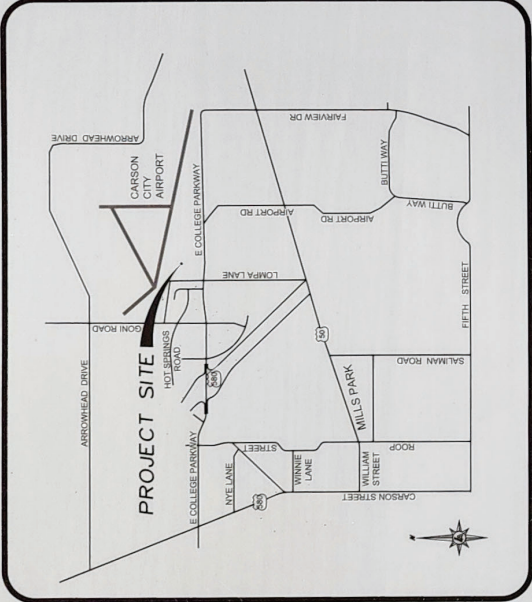 ARROWHEAD DRIVE
CARSON
CITY
AIRPORT
ARROWHEAD DRIVE
GONI ROAD
PROJECT SITE
HOT SPRINGS
ROAD
E COLLEGE PARKWAY
E COLLEGE PARKWAY
LOMPA LANE
AIRPORT RD
AIRPORT RD
FAIRVIEW DR
BUTTI WAY
BUTTI WAY
FIFTH STREET
SALIMAN ROAD
50
580
580
MILLS PARK
NYE LANE
STREET
WINNIE
LANE
WILLIAM
STREET
ROOP
CARSON STREET